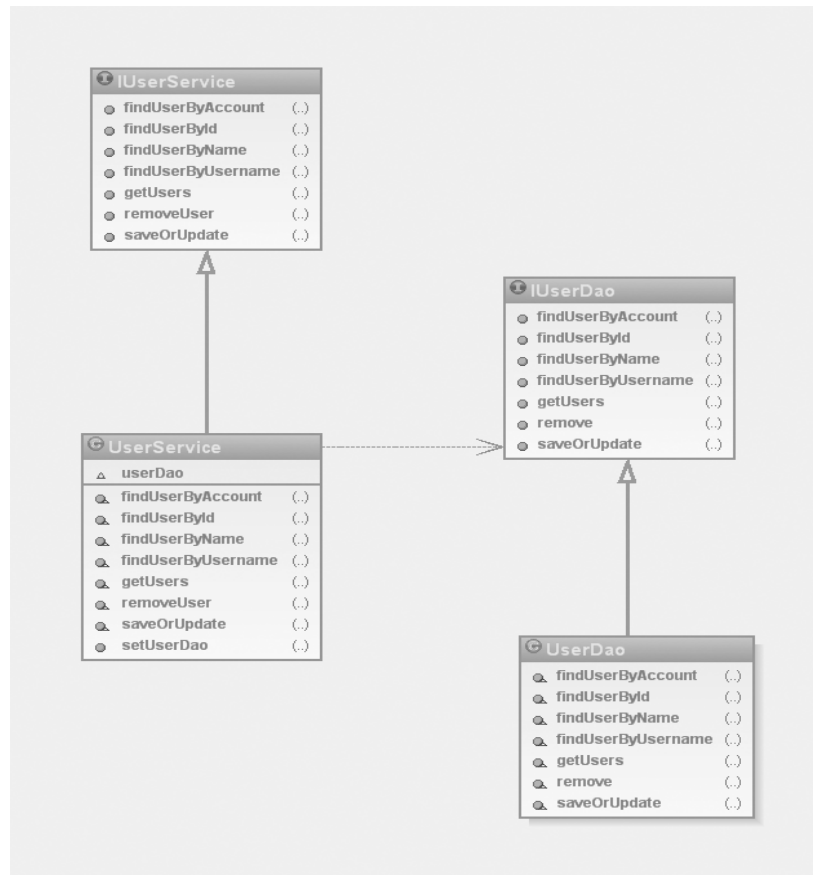 IUserService
findUserByAccount (..)
findUserById (..)
findUserByName (..)
findUserByUsername (..)
getUsers (..)
removeUser (..)
saveOrUpdate (..)
IUserDao
findUserByAccount (..)
findUserById (..)
findUserByName (..)
findUserByUsername (..)
getUsers (..)
remove (..)
saveOrUpdate (..)
UserService
userDao
findUserByAccount (..)
findUserById (..)
findUserByName (..)
findUserByUsername (..)
getUsers (..)
removeUser (..)
saveOrUpdate (..)
setUserDao (..)
UserDao
findUserByAccount (..)
findUserById (..)
findUserByName (..)
findUserByUsername (..)
getUsers (..)
remove (..)
saveOrUpdate (..)